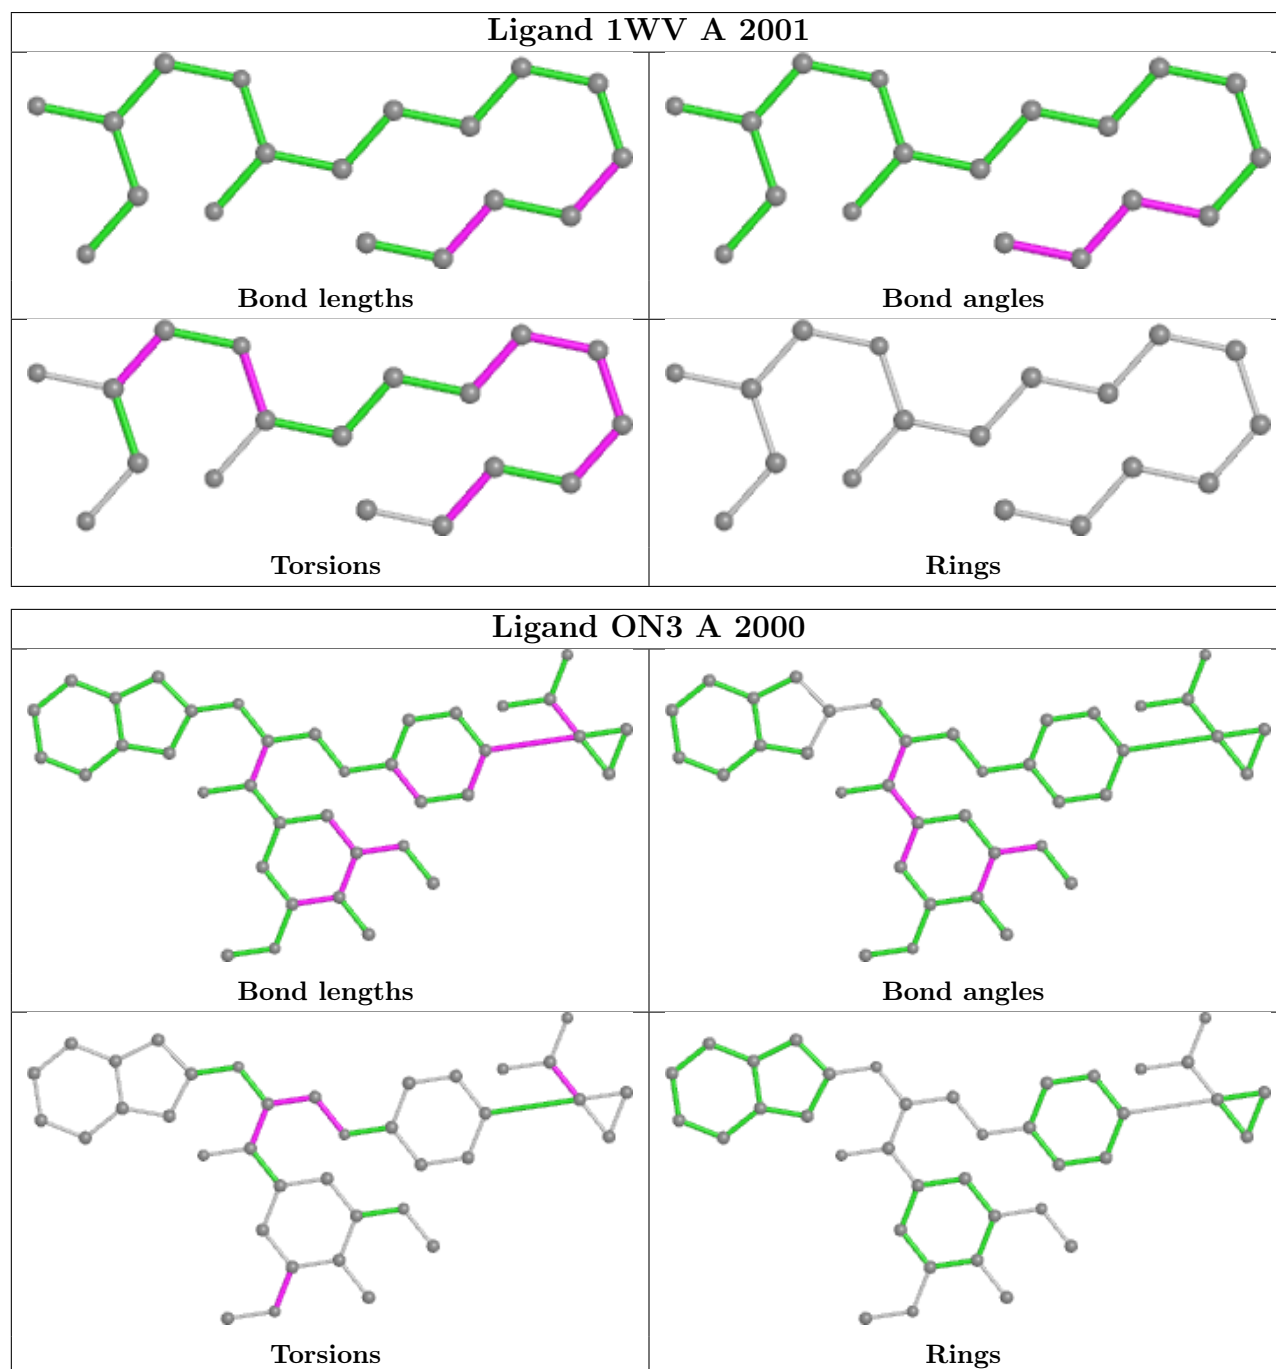 Ligand 1WV A 2001
Bond lengths
Bond angles
Torsions
Rings
Ligand ON3 A 2000
Bond lengths
Bond angles
Torsions
Rings